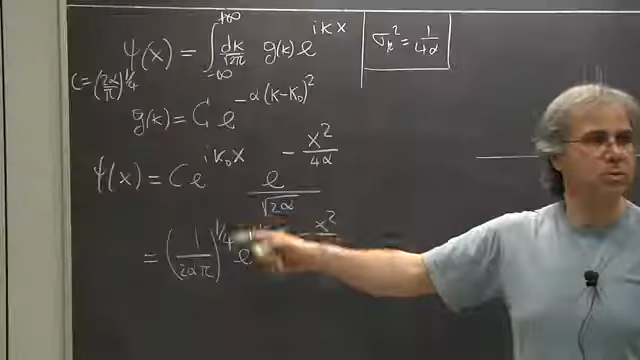 ψ(x) = ∫_{-∞}^{+∞} dk/√2π g(k) e^{ikx}
σ_k² = 1/4α
C = (2α/π)^{1/4}
g(k) = C e^{-α(k-k₀)²}
ψ(x) = C e^{ik₀x} e^{-x²/4α}/√2α
= (1/2απ)^{1/4} e - x²